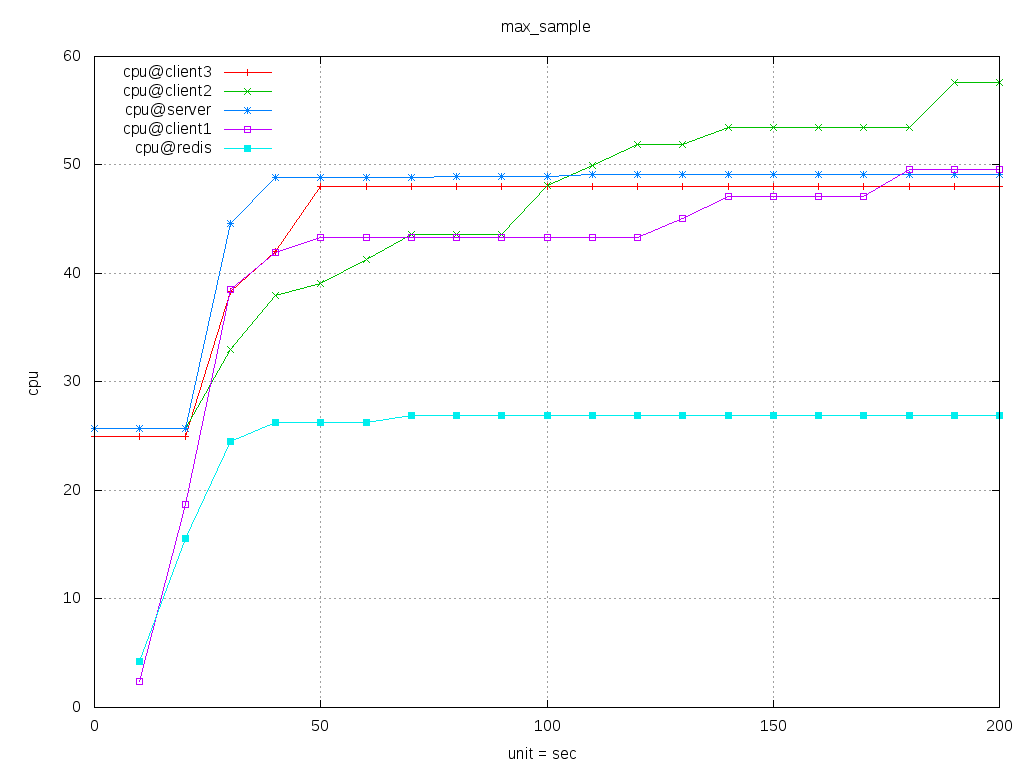 max_sample
60
50
40
30
20
10
0
cpu
cpu@client3
cpu@client2
cpu@server
cpu@client1
cpu@redis
0 50 100 150 200
unit = sec